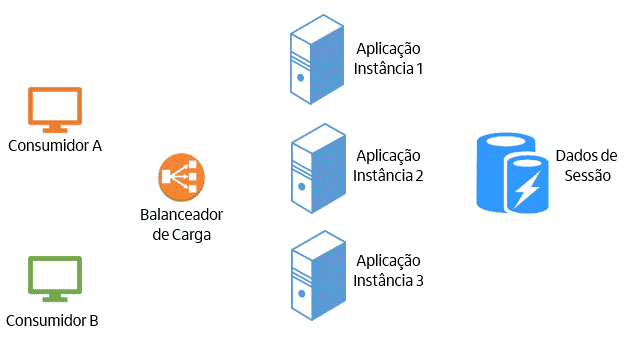 Aplicação
Instância 1
Consumidor A
Aplicação
Instância 2
Dados de
Sessão
Balanceador
de Carga
Aplicação
Instância 3
Consumidor B